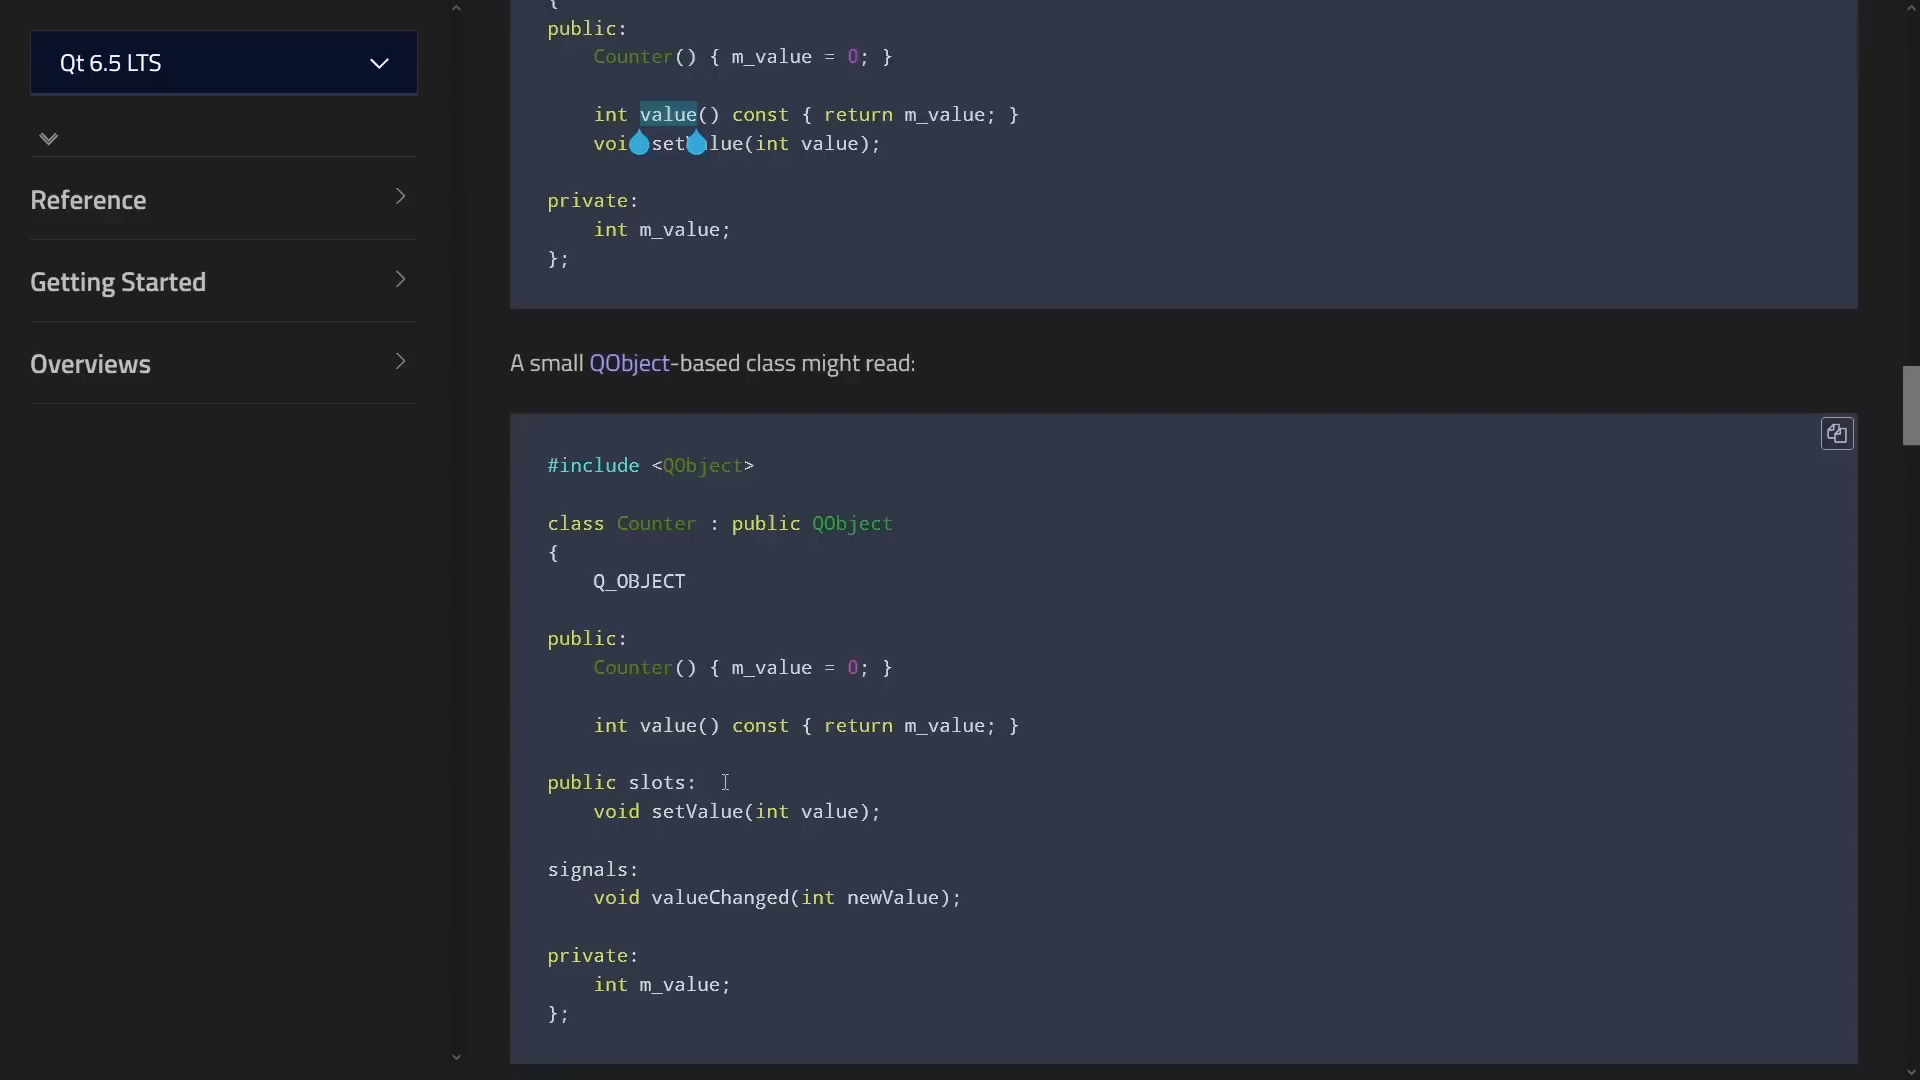 Qt 6.5 LTS
Reference
Getting Started
Overviews
{
public:
    Counter() { m_value = 0; }

    int value() const { return m_value; }
    voi setValue(int value);

private:
    int m_value;
};
A small QObject-based class might read:
#include <QObject>

class Counter : public QObject
{
    Q_OBJECT

public:
    Counter() { m_value = 0; }

    int value() const { return m_value; }

public slots:
    void setValue(int value);

signals:
    void valueChanged(int newValue);

private:
    int m_value;
};